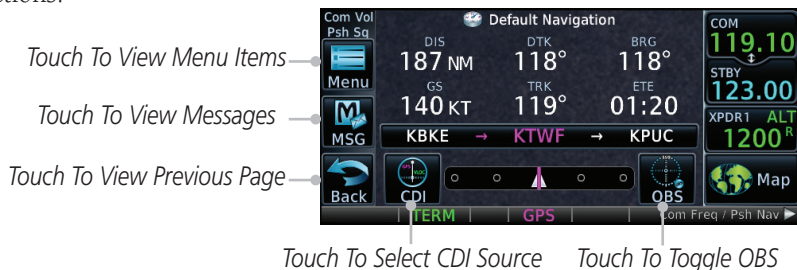 ctions.
Com Vol
Psh Sq
Default Navigation
COM
119.10
STBY
123.00
XPDR1 ALT
1200 R
Map
Touch To View Menu Items
Menu
DIS
187 NM
DTK
118°
BRG
118°
Touch To View Messages
MSG
GS
140 KT
TRK
119°
ETE
01:20
KBKE → KTWF → KPUC
Touch To View Previous Page
Back
GPS VLOC
CDI
OBS
TERM GPS Com Freq / Psh Nav
Touch To Select CDI Source Touch To Toggle OBS